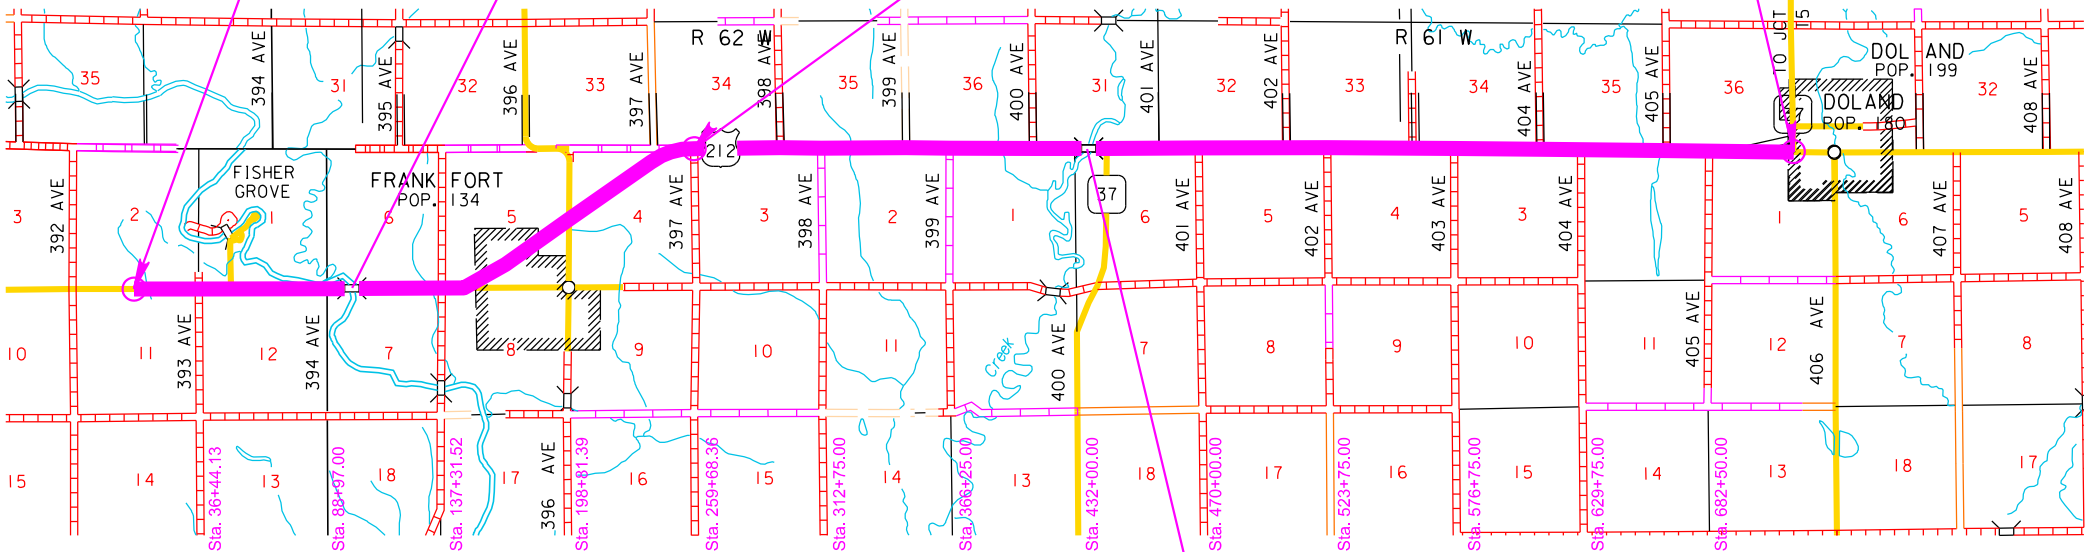 R 62 W
R 61 W
TO JCT
15
DOLAND
POP. 199
35
394 AVE
31
395 AVE
32
396 AVE
33
397 AVE
34
398 AVE
35
399 AVE
36
400 AVE
31
401 AVE
32
402 AVE
33
34
404 AVE
35
405 AVE
36
DOLAND
POP. 180
32
408 AVE
212
FISHER
GROVE
FRANKFORT
POP. 134
37
3
392 AVE
2
1
6
5
4
397 AVE
3
398 AVE
2
399 AVE
1
6
401 AVE
5
402 AVE
4
403 AVE
3
404 AVE
1
6
407 AVE
5
408 AVE
10
11
393 AVE
12
394 AVE
7
8
9
10
11
Creek
400 AVE
7
8
9
10
11
405 AVE
12
406 AVE
7
8
15
14
13
18
17
396 AVE
16
15
14
13
18
17
16
15
14
13
18
17
Sta. 36+44.13
Sta. 88+97.00
Sta. 137+31.52
Sta. 198+81.39
Sta. 259+68.36
Sta. 312+75.00
Sta. 366+25.00
Sta. 432+00.00
Sta. 470+00.00
Sta. 523+75.00
Sta. 576+75.00
Sta. 629+75.00
Sta. 682+50.00